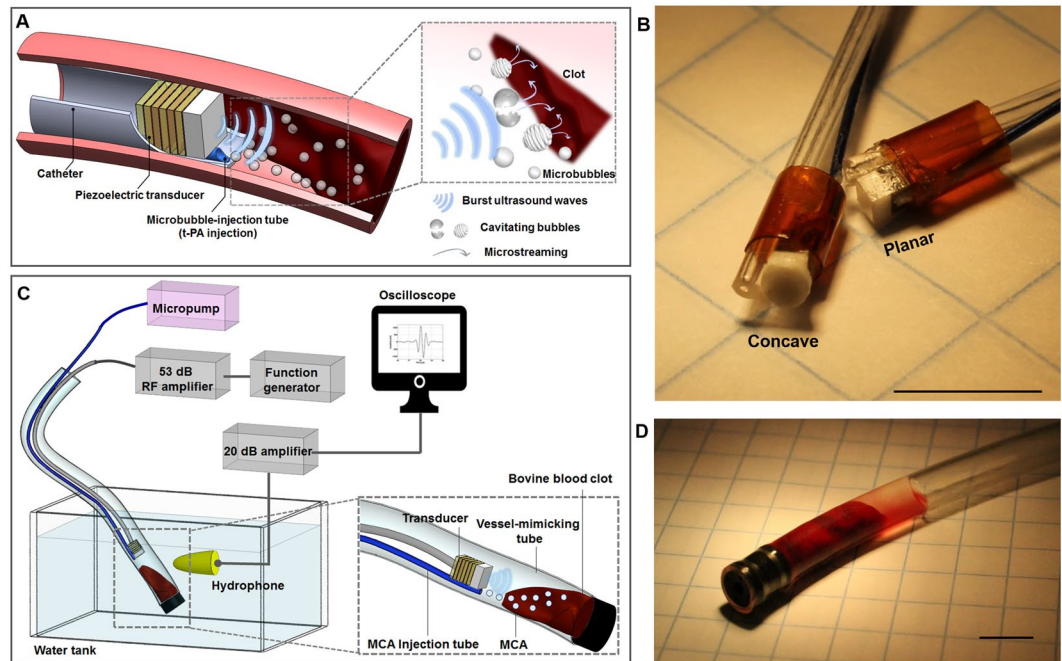 A
Clot
Catheter
Piezoelectric transducer
Microbubble-injection tube
(t-PA injection)
Microbubbles
Burst ultrasound waves
Cavitating bubbles
Microstreaming
B
Planar
Concave
C
Micropump
53 dB
RF amplifier
Function
generator
Oscilloscope
20 dB amplifier
Hydrophone
Water tank
Bovine blood clot
Transducer
Vessel-mimicking
tube
MCA Injection tube
MCA
D